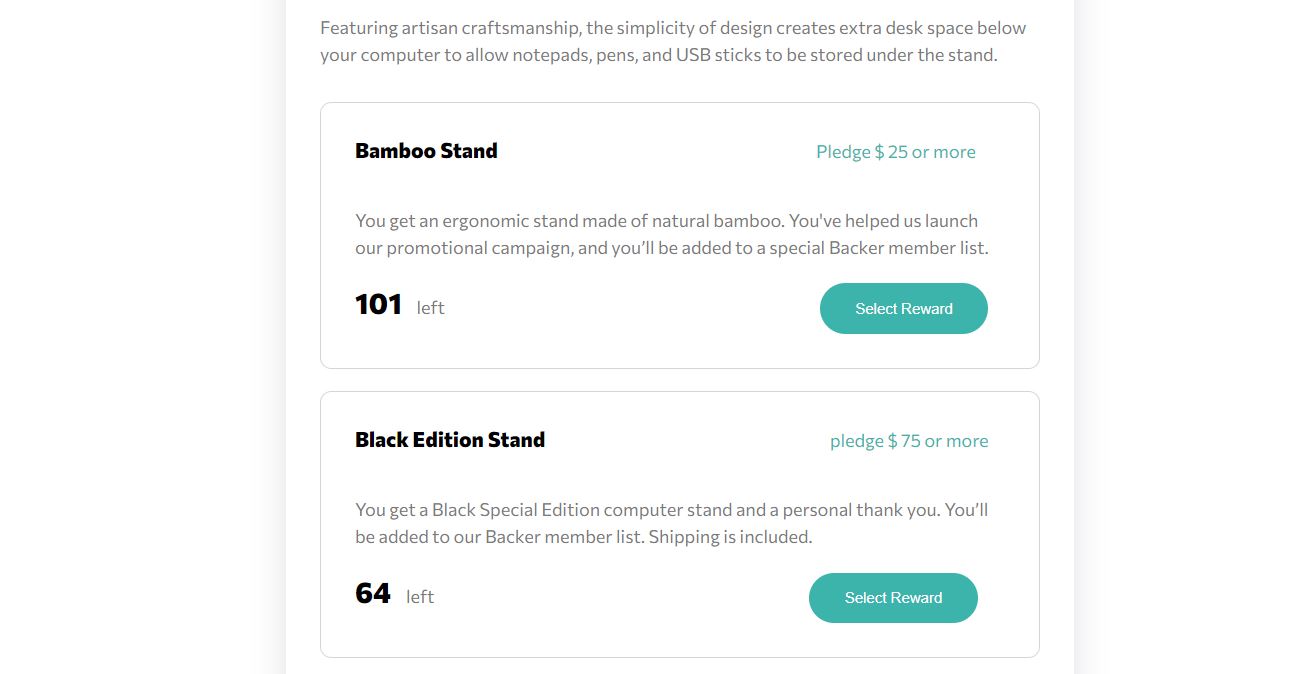 Featuring artisan craftsmanship, the simplicity of design creates extra desk space below
your computer to allow notepads, pens, and USB sticks to be stored under the stand.
Bamboo Stand
Pledge $ 25 or more
You get an ergonomic stand made of natural bamboo. You've helped us launch
our promotional campaign, and you’ll be added to a special Backer member list.
101 left
Select Reward
Black Edition Stand
pledge $ 75 or more
You get a Black Special Edition computer stand and a personal thank you. You’ll
be added to our Backer member list. Shipping is included.
64 left
Select Reward